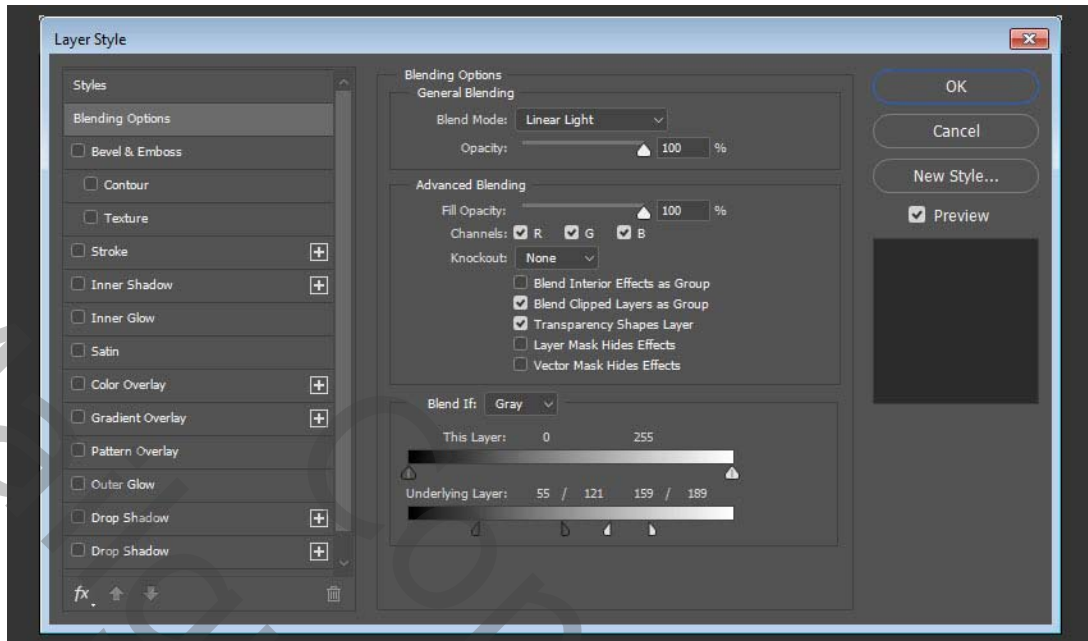 Layer Style
Styles
Blending Options
Bevel & Emboss
Contour
Texture
Stroke
Inner Shadow
Inner Glow
Satin
Color Overlay
Gradient Overlay
Pattern Overlay
Outer Glow
Drop Shadow
Drop Shadow
fx
Blending Options
General Blending
Blend Mode: Linear Light
Opacity: 100 %
Advanced Blending
Fill Opacity: 100 %
Channels: R G B
Knockout: None
Blend Interior Effects as Group
Blend Clipped Layers as Group
Transparency Shapes Layer
Layer Mask Hides Effects
Vector Mask Hides Effects
Blend If: Gray
This Layer: 0 255
Underlying Layer: 55 / 121 159 / 189
OK
Cancel
New Style...
Preview